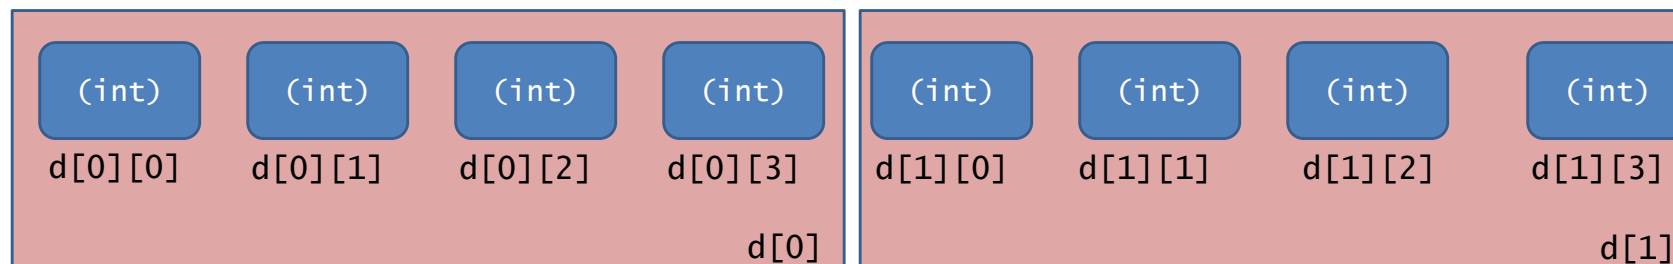 (int) (int) (int) (int) (int) (int) (int) (int)
d[0][0] d[0][1] d[0][2] d[0][3] d[1][0] d[1][1] d[1][2] d[1][3]
d[0] d[1]